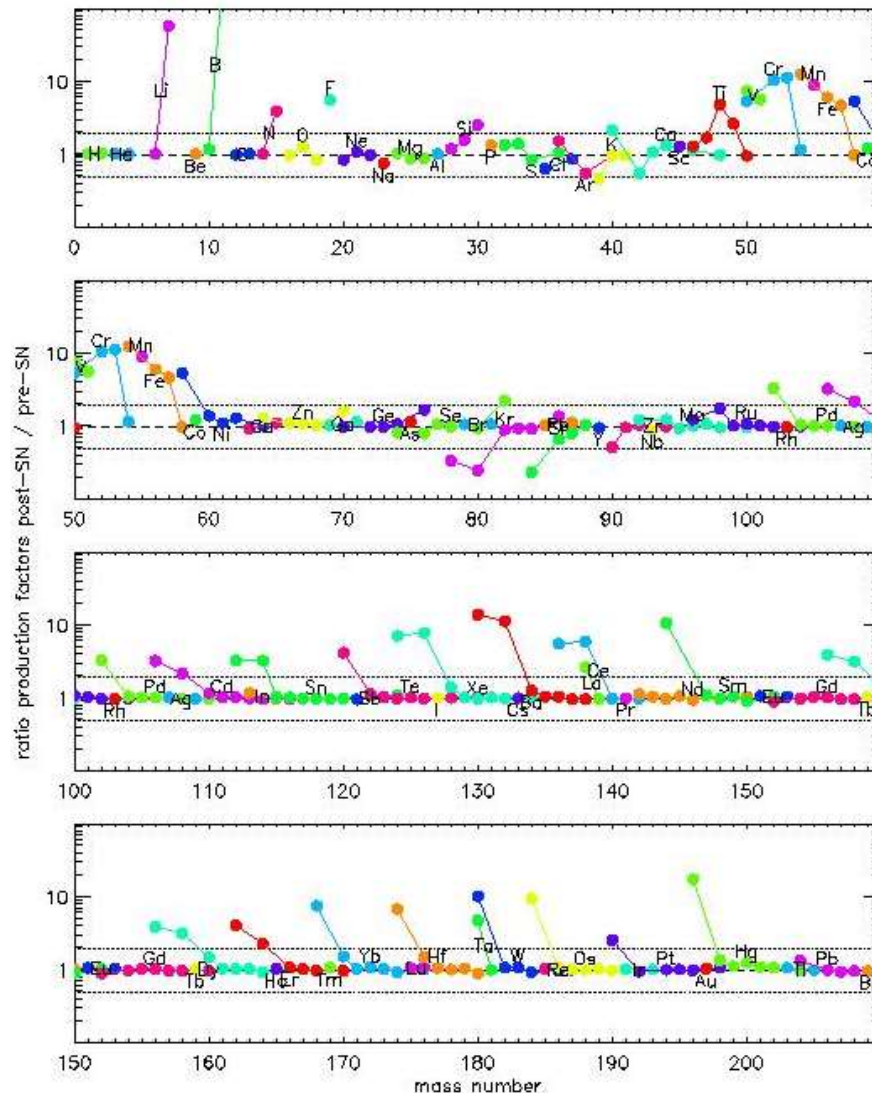 B
Li
F
N
O
Si
Ne
Mg
H He
Be
Na
Al
P
S
Cl
Ar
K
Ca
Sc
Ti
V
Cr
Mn
Fe
Co
10
1
0 10 20 30 40 50
V
Cr
Mn
Fe
Co
Ni
Zn
Ge
As
Se
Br
Kr
Y
Zr
Nb
Mo
Ru
Rh
Pd
Ag
10
1
50 60 70 80 90 100
Rh
Pd
Ag
Cd
In
Sn
Sb
Te
I
Xe
Cs
Ba
La
Ce
Pr
Nd
Sm
Eu
Gd
Tb
10
1
100 110 120 130 140 150
Eu
Gd
Tb
Dy
Ho
Er
Tm
Yb
Lu
Hf
Ta
W
Re
Os
Ir
Pt
Au
Hg
Tl
Pb
B
10
1
150 160 170 180 190 200
mass number
ratio production factors post-SN / pre-SN